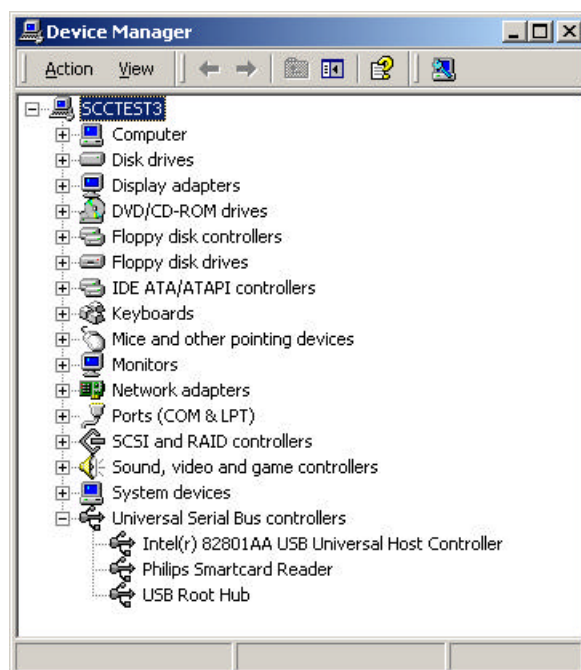 Device Manager
Action View
SCCTEST3
Computer
Disk drives
Display adapters
DVD/CD-ROM drives
Floppy disk controllers
Floppy disk drives
IDE ATA/ATAPI controllers
Keyboards
Mice and other pointing devices
Monitors
Network adapters
Ports (COM & LPT)
SCSI and RAID controllers
Sound, video and game controllers
System devices
Universal Serial Bus controllers
Intel(r) 82801AA USB Universal Host Controller
Philips Smartcard Reader
USB Root Hub